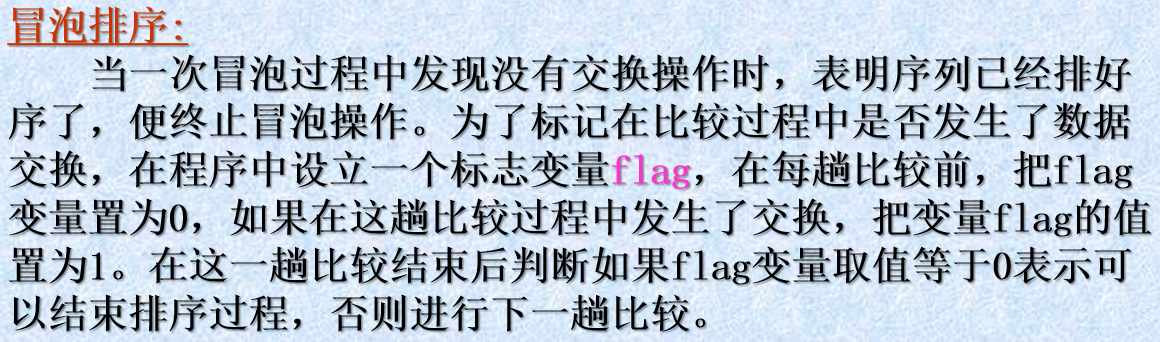 冒泡排序:
当一次冒泡过程中发现没有交换操作时，表明序列已经排好
序了，便终止冒泡操作。为了标记在比较过程中是否发生了数据
交换，在程序中设立一个标志变量flag，在每趟比较前，把flag
变量置为0，如果在这趟比较过程中发生了交换，把变量flag的值
置为1。在这一趟比较结束后判断如果flag变量取值等于0表示可
以结束排序过程，否则进行下一趟比较。